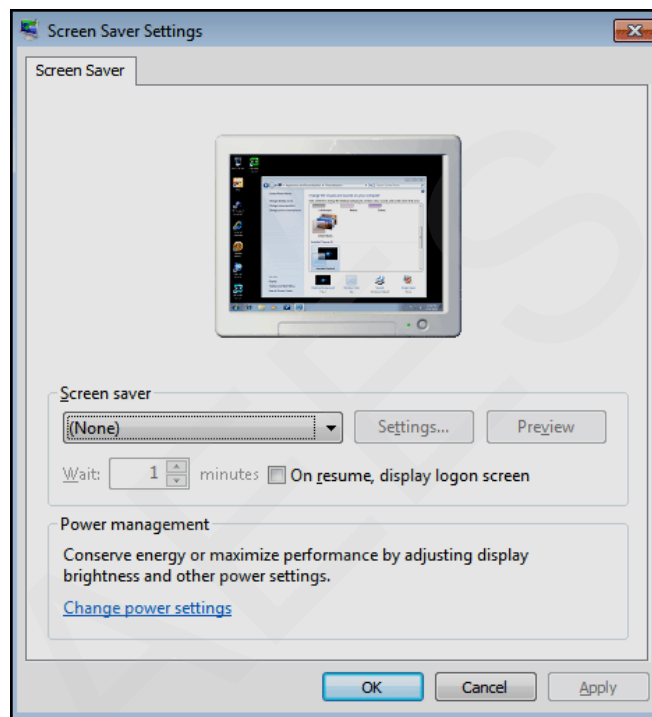 Screen Saver Settings
Screen Saver
Screen saver
(None)
Settings...
Preview
Wait:
1
minutes
On resume, display logon screen
Power management
Conserve energy or maximize performance by adjusting display
brightness and other power settings.
Change power settings
OK
Cancel
Apply